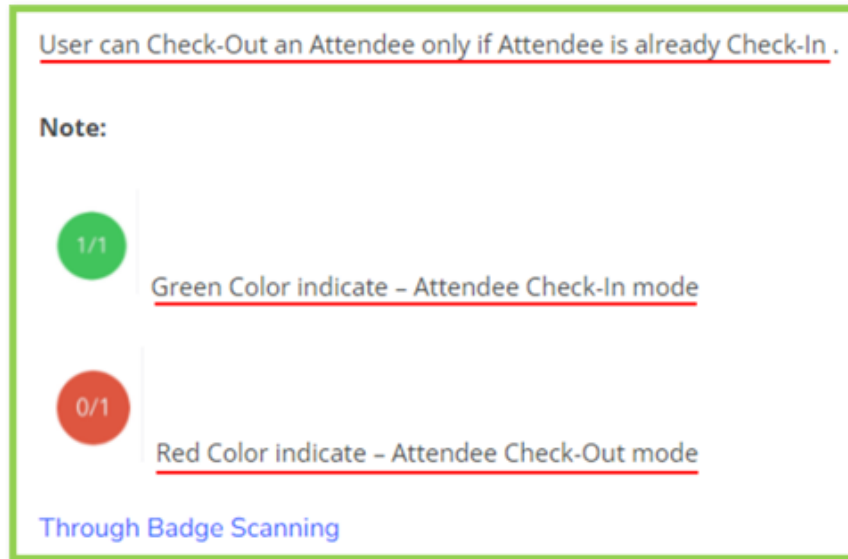 User can Check-Out an Attendee only if Attendee is already Check-In .
Note:
1/1
Green Color indicate – Attendee Check-In mode
0/1
Red Color indicate – Attendee Check-Out mode
Through Badge Scanning